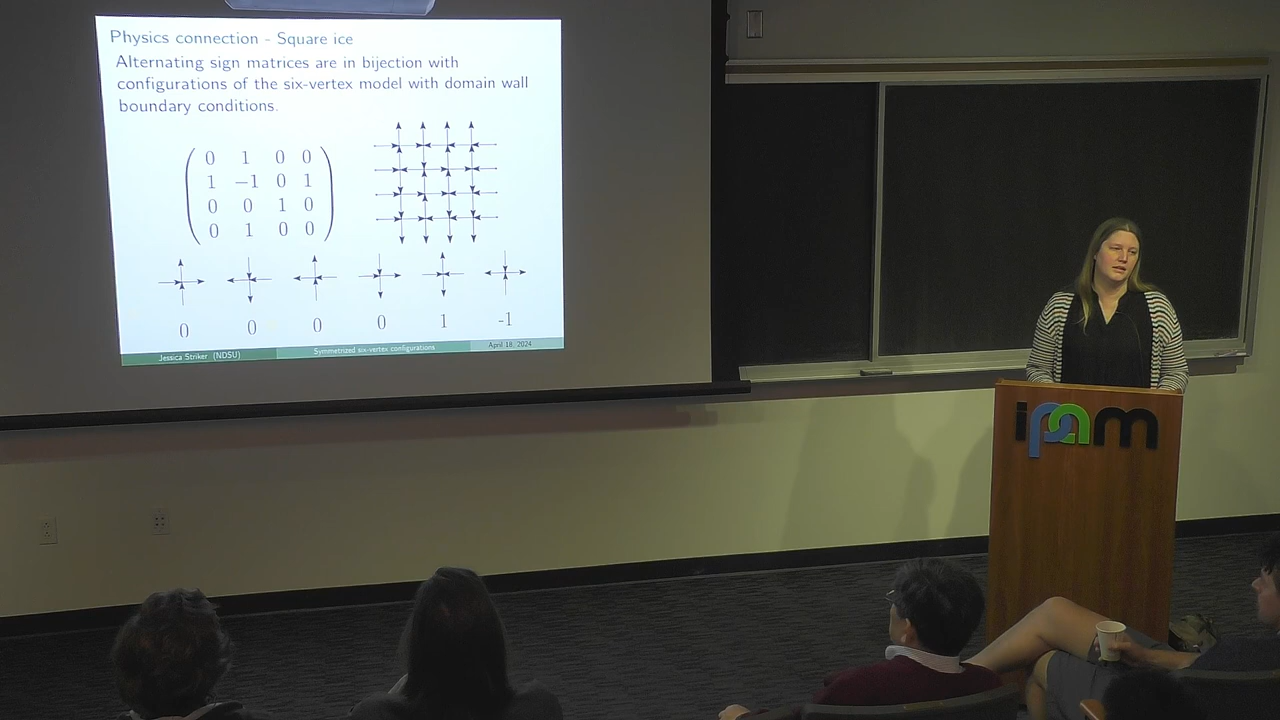 Physics connection - Square ice
Alternating sign matrices are in bijection with
configurations of the six-vertex model with domain wall
boundary conditions.
0 1 0 0
1 −1 0 1
0 0 1 0
0 1 0 0
0 0 0 0 1 -1
Jessica Striker (NDSU) Symmetrized six-vertex configurations April 18, 2024
ipam